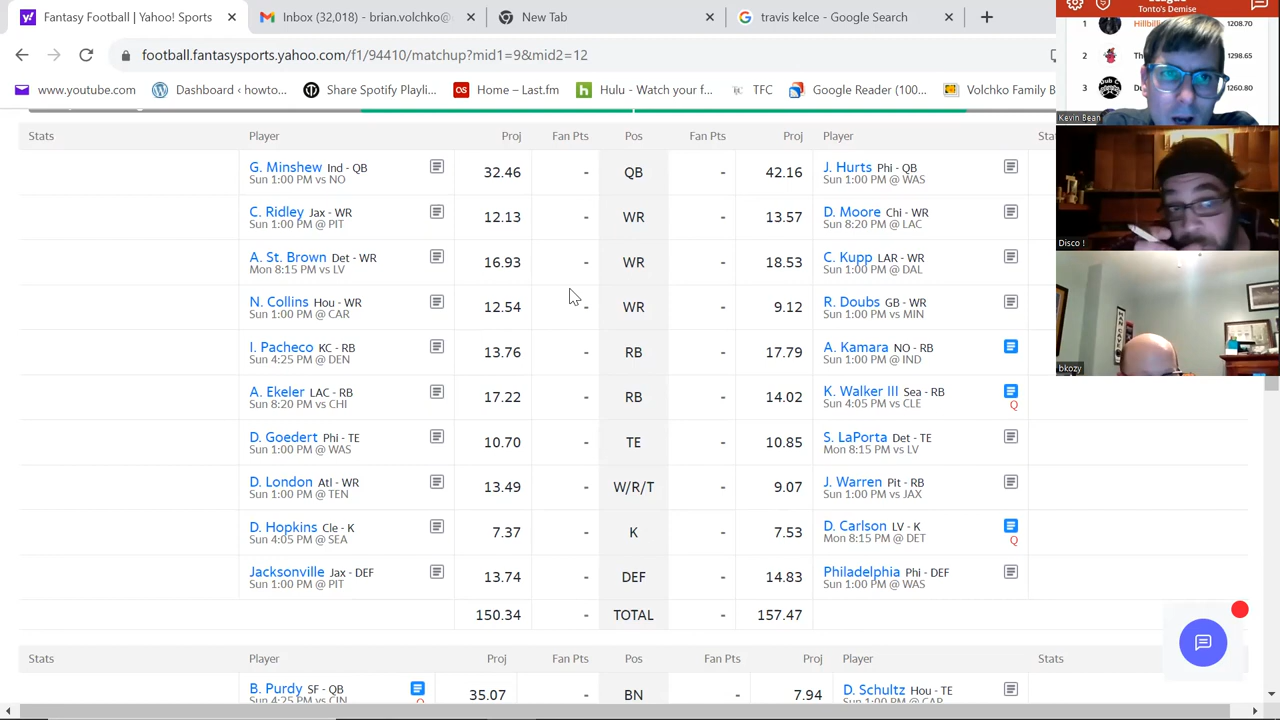 Fantasy Football | Yahoo! Sports
Inbox (32,018) - brian.volchko@
New Tab
travis kelce - Google Search
football.fantasysports.yahoo.com/f1/94410/matchup?mid1=9&mid2=12
www.youtube.com
Dashboard ‹ howto...
Share Spotify Playli...
Home – Last.fm
Hulu - Watch your f...
TFC
Google Reader (100...
Volchko Family B
Tonto's Demise
1 Hillbilli 1208.70
2 1298.65
3 1260.80
Kevin Bean
Disco !
bkozy
Stats Player Proj Fan Pts Pos Fan Pts Proj Player
G. Minshew Ind - QB 32.46 - QB - 42.16 J. Hurts Phi - QB
Sun 1:00 PM vs NO Sun 1:00 PM @ WAS
C. Ridley Jax - WR 12.13 - WR - 13.57 D. Moore Chi - WR
Sun 1:00 PM @ PIT Sun 8:20 PM @ LAC
A. St. Brown Det - WR 16.93 - WR - 18.53 C. Kupp LAR - WR
Mon 8:15 PM vs LV Sun 1:00 PM @ DAL
N. Collins Hou - WR 12.54 - WR - 9.12 R. Doubs GB - WR
Sun 1:00 PM @ CAR Sun 1:00 PM vs MIN
I. Pacheco KC - RB 13.76 - RB - 17.79 A. Kamara NO - RB
Sun 4:25 PM @ DEN Sun 1:00 PM @ IND
A. Ekeler LAC - RB 17.22 - RB - 14.02 K. Walker III Sea - RB
Sun 8:20 PM vs CHI Sun 4:05 PM vs CLE Q
D. Goedert Phi - TE 10.70 - TE - 10.85 S. LaPorta Det - TE
Sun 1:00 PM @ WAS Mon 8:15 PM vs LV
D. London Atl - WR 13.49 - W/R/T - 9.07 J. Warren Pit - RB
Sun 1:00 PM @ TEN Sun 1:00 PM vs JAX
D. Hopkins Cle - K 7.37 - K - 7.53 D. Carlson LV - K
Sun 4:05 PM @ SEA Mon 8:15 PM @ DET Q
Jacksonville Jax - DEF 13.74 - DEF - 14.83 Philadelphia Phi - DEF
Sun 1:00 PM @ PIT Sun 1:00 PM @ WAS
150.34 - TOTAL - 157.47
Stats Player Proj Fan Pts Pos Fan Pts Proj Player Stats
B. Purdy SF - QB 35.07 - BN - 7.94 D. Schultz Hou - TE